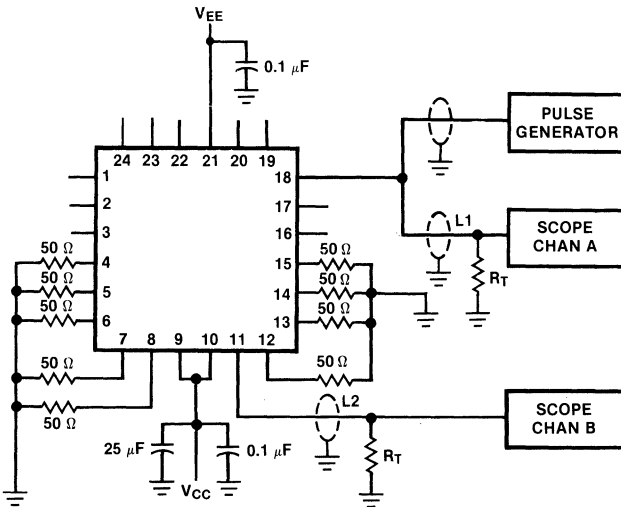 VEE
0.1 μF
PULSE
GENERATOR
24 23 22 21 20 19
1 18
2 17
L1
SCOPE
CHAN A
3 16
50 Ω 4 15 50 Ω
RT
50 Ω 5 14 50 Ω
50 Ω 6 13 50 Ω
7 8 9 10 11 12
50 Ω 50 Ω
50 Ω
L2
SCOPE
CHAN B
25 μF 0.1 μF
RT
VCC